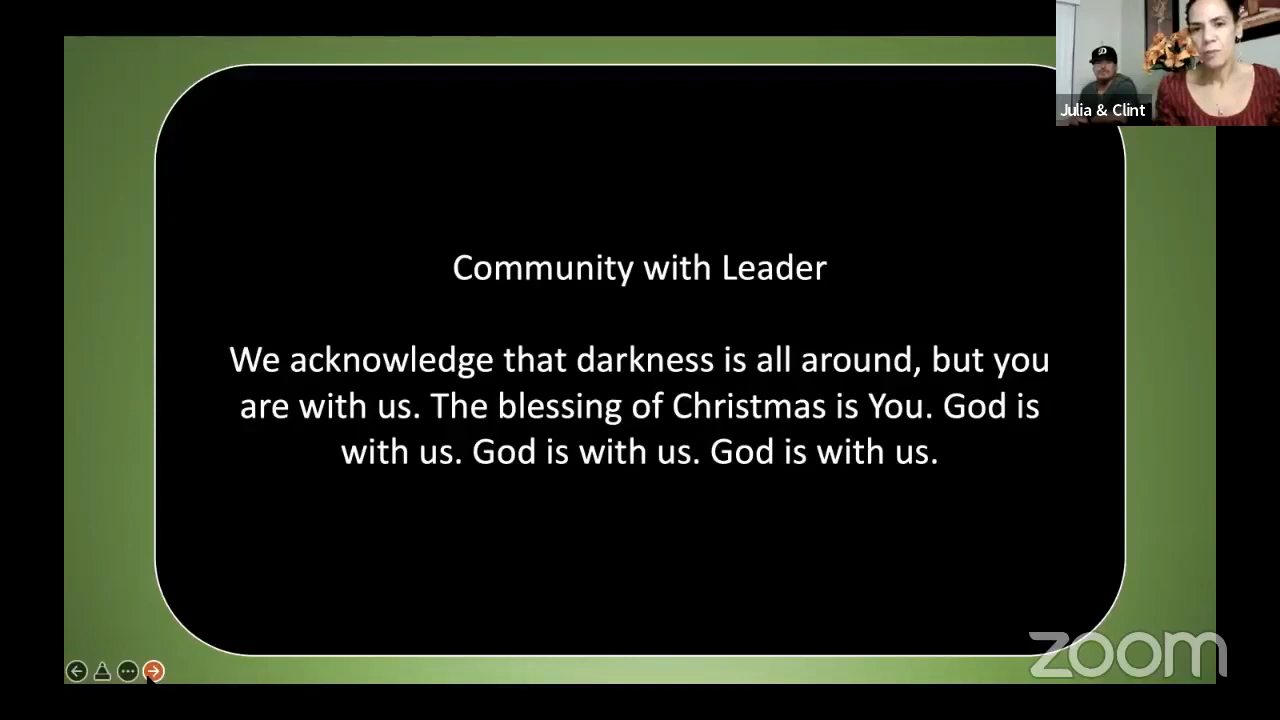 D
Julia & Clint
Community with Leader
We acknowledge that darkness is all around, but you
are with us. The blessing of Christmas is You. God is
with us. God is with us. God is with us.
zoom